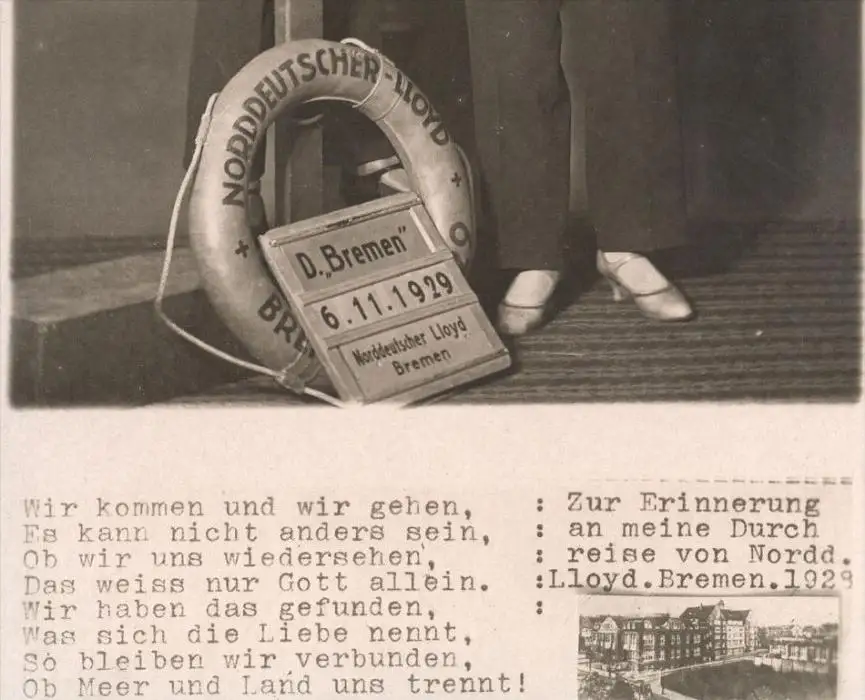 NORDDEUTSCHER-LLOYD
BRE
D. „Bremen"
6.11.1929
Norddeutscher Lloyd
Bremen
Wir kommen und wir gehen,
Es kann nicht anders sein,
Ob wir uns wiedersehen,
Das weiss nur Gott allein.
Wir haben das gefunden,
Was sich die Liebe nennt,
So bleiben wir verbunden,
Ob Meer und Land uns trennt!
: Zur Erinnerung
: an meine Durch
: reise von Nordd.
:Lloyd.Bremen.1929
: